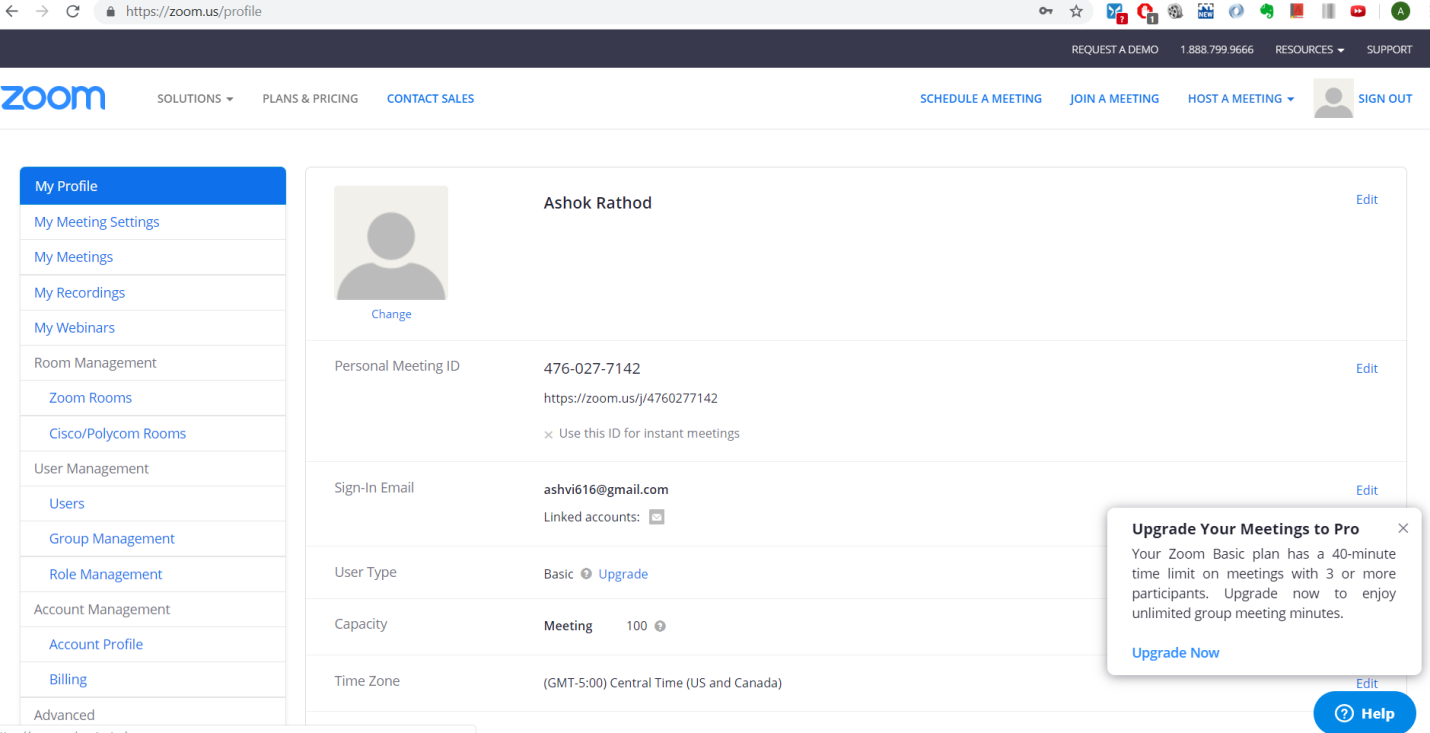 https://zoom.us/profile
REQUEST A DEMO 1.888.799.9666 RESOURCES SUPPORT
zoom SOLUTIONS PLANS & PRICING CONTACT SALES SCHEDULE A MEETING JOIN A MEETING HOST A MEETING SIGN OUT
My Profile
My Meeting Settings
My Meetings
My Recordings
My Webinars
Room Management
Zoom Rooms
Cisco/Polycom Rooms
User Management
Users
Group Management
Role Management
Account Management
Account Profile
Billing
Advanced
Ashok Rathod Edit
Change
Personal Meeting ID 476-027-7142 Edit
https://zoom.us/j/4760277142
× Use this ID for instant meetings
Sign-In Email ashvi616@gmail.com Edit
Linked accounts:
User Type Basic Upgrade
Capacity Meeting 100
Time Zone (GMT-5:00) Central Time (US and Canada) Edit
Upgrade Your Meetings to Pro
Your Zoom Basic plan has a 40-minute
time limit on meetings with 3 or more
participants. Upgrade now to enjoy
unlimited group meeting minutes.
Upgrade Now
Help